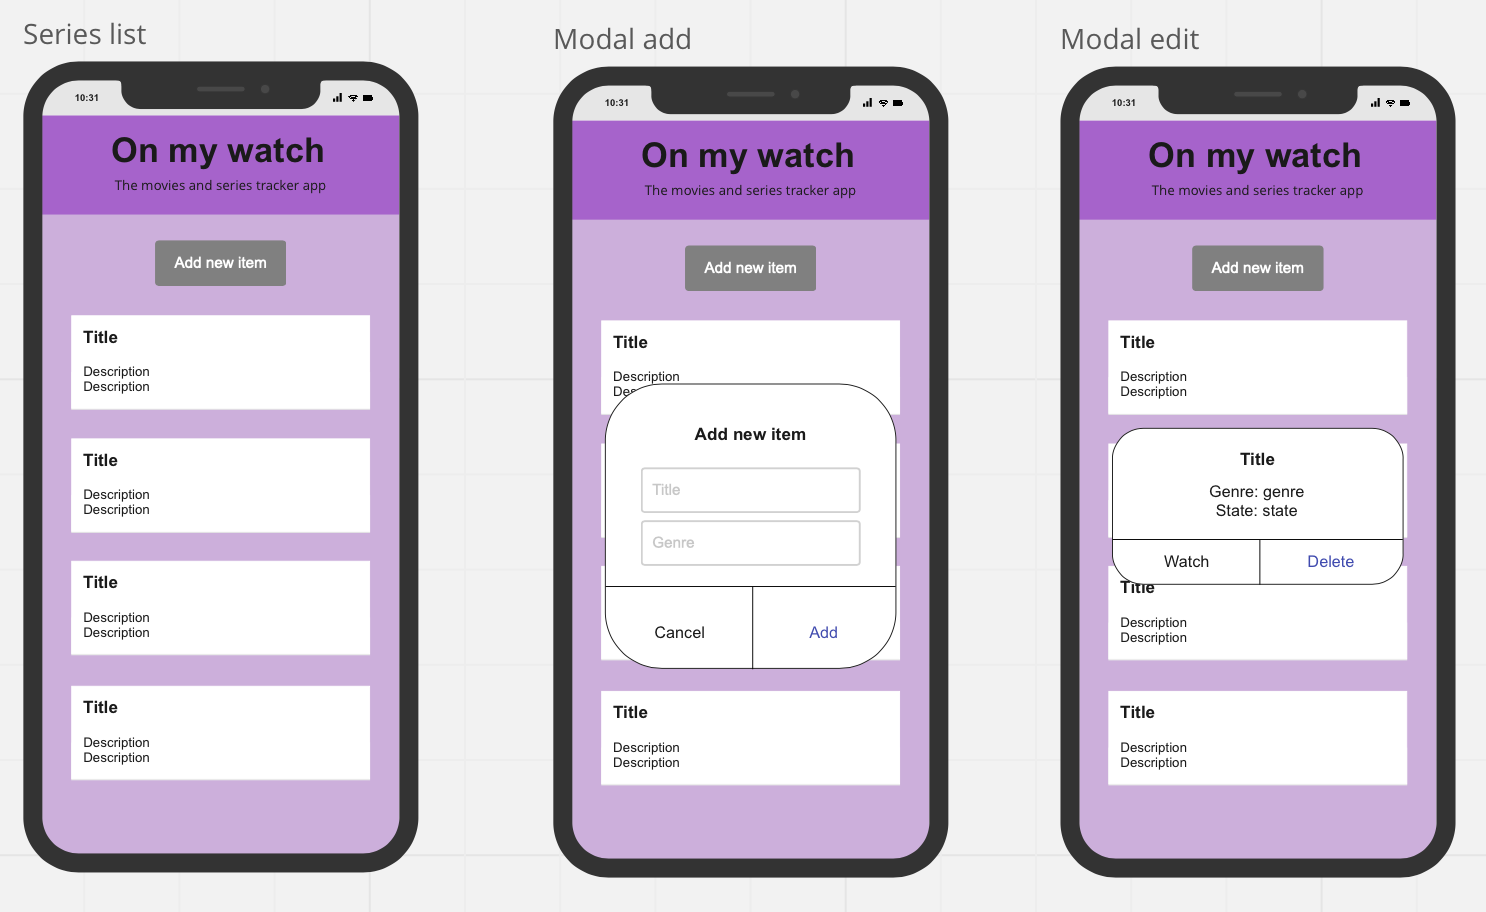 Series list
10:31
On my watch
The movies and series tracker app
Add new item
Title
Description
Description
Title
Description
Description
Title
Description
Description
Title
Description
Description
Modal add
10:31
On my watch
The movies and series tracker app
Add new item
Title
Description
Add new item
Title
Genre
Cancel
Add
Title
Description
Description
Modal edit
10:31
On my watch
The movies and series tracker app
Add new item
Title
Description
Description
Title
Genre: genre
State: state
Watch
Delete
Title
Description
Description
Title
Description
Description